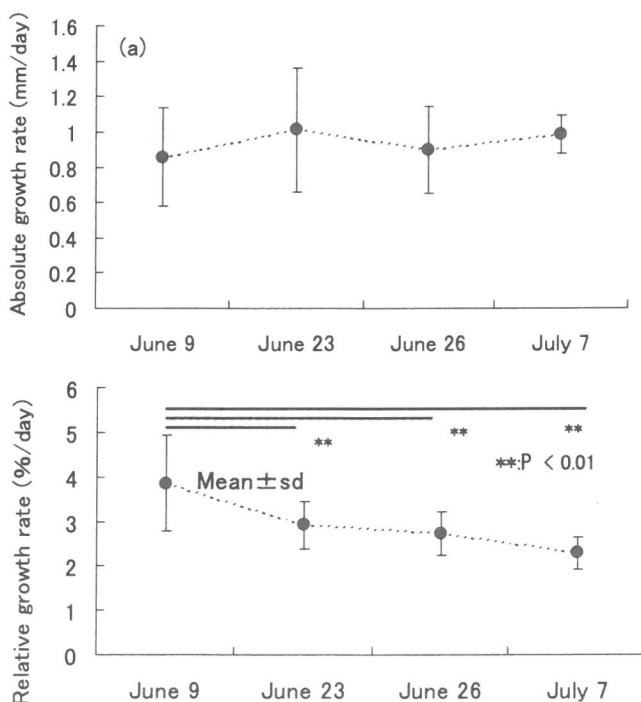 Absolute growth rate (mm/day)
(a)
1.6
1.4
1.2
1
0.8
0.6
0.4
0.2
0
June 9 June 23 June 26 July 7
Relative growth rate (%/day)
6
5
4
3
2
1
0
** ** **
**:P < 0.01
Mean±sd
June 9 June 23 June 26 July 7